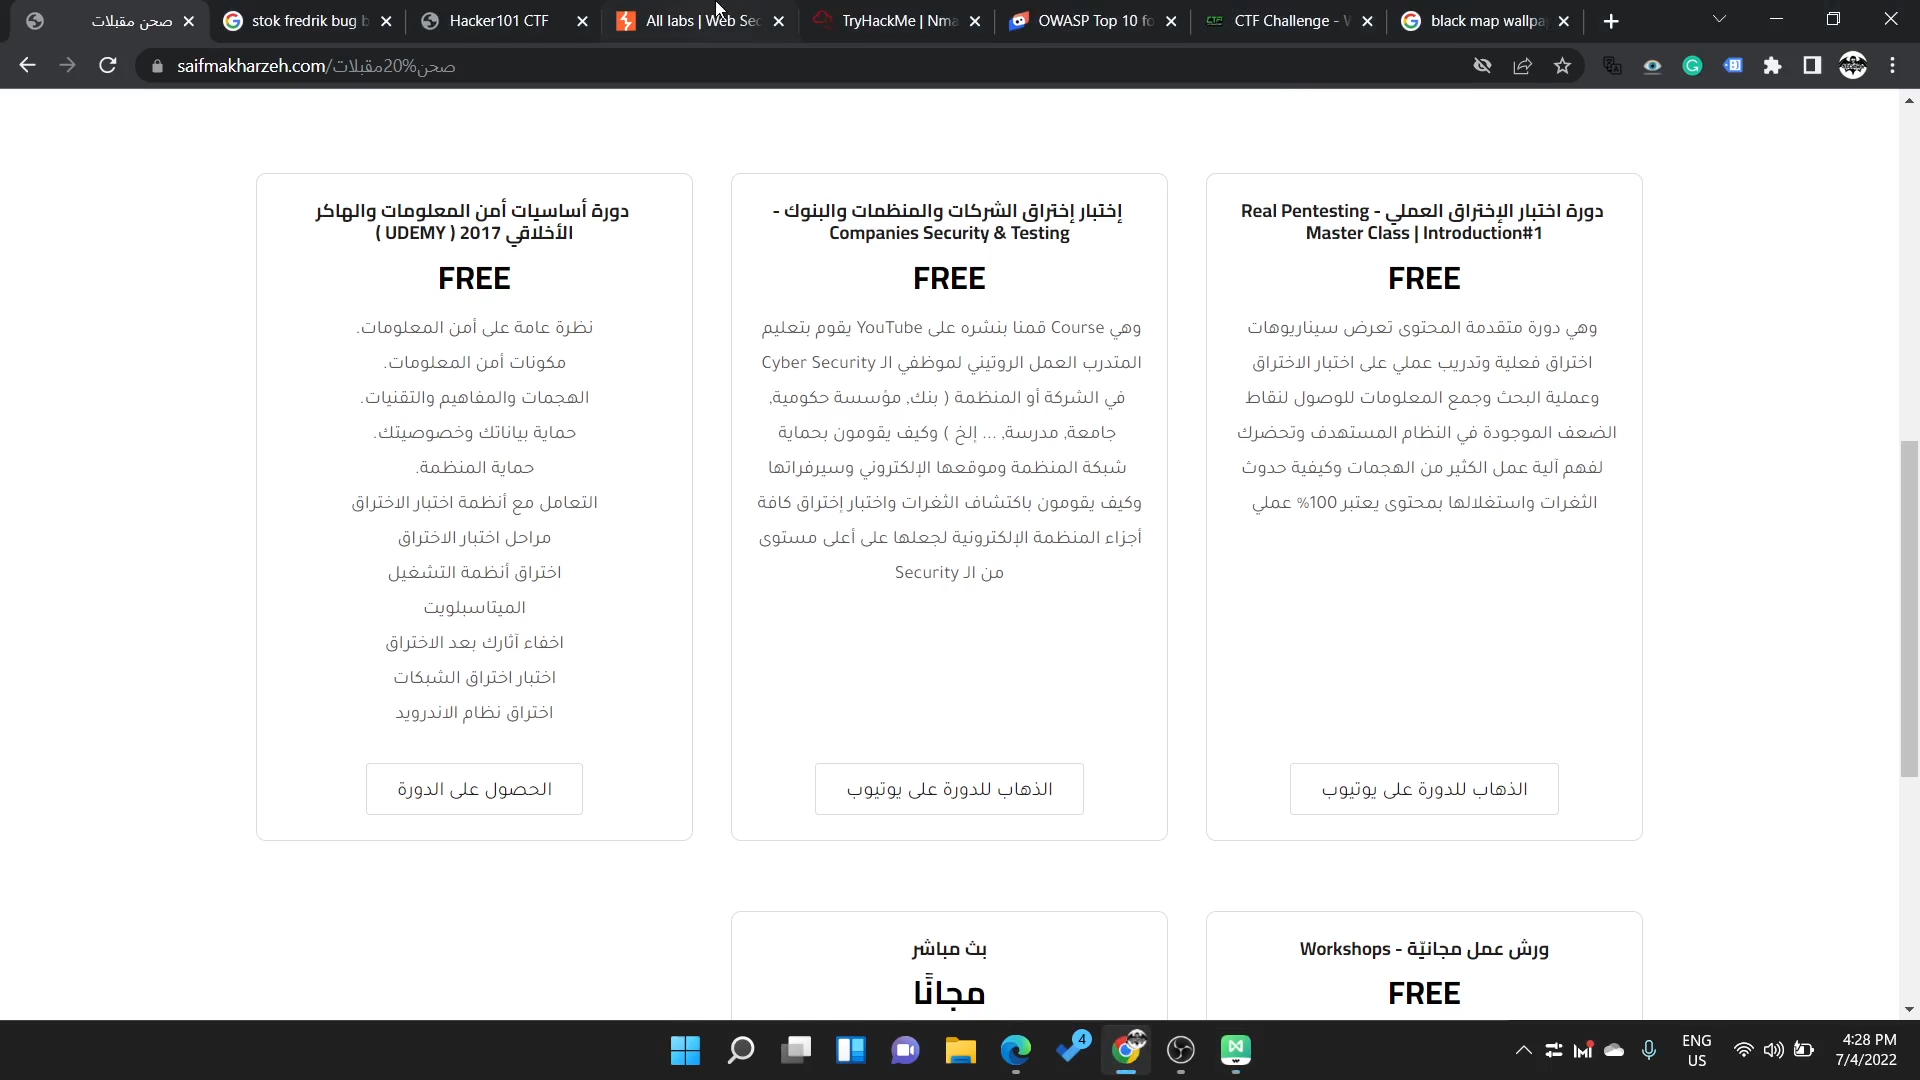 صحن مقبلات
stok fredrik bug b
Hacker101 CTF
All labs | Web Sec
TryHackMe | Nma
OWASP Top 10 fo
CTF Challenge - W
black map wallpa
saifmakharzeh.com/صحن%20مقبلات
دورة اختبار الإختراق العملي - Real Pentesting
Master Class | Introduction#1
FREE
وهي دورة متقدمة المحتوى تعرض سيناريوهات
اختراق فعلية وتدريب عملي على اختبار الاختراق
وعملية البحث وجمع المعلومات للوصول لنقاط
الضعف الموجودة في النظام المستهدف وتحضرك
لفهم آلية عمل الكثير من الهجمات وكيفية حدوث
الثغرات واستغلالها بمحتوى يعتبر 100% عملي
الذهاب للدورة على يوتيوب
إختبار إختراق الشركات والمنظمات والبنوك -
Companies Security & Testing
FREE
وهي Course قمنا بنشره على YouTube يقوم بتعليم
المتدرب العمل الروتيني لموظفي الـ Cyber Security
في الشركة أو المنظمة ( بنك, مؤسسة حكومية,
جامعة, مدرسة, ... إلخ ) وكيف يقومون بحماية
شبكة المنظمة وموقعها الإلكتروني وسيرفراتها
وكيف يقومون باكتشاف الثغرات واختبار إختراق كافة
أجزاء المنظمة الإلكترونية لجعلها على أعلى مستوى
من الـ Security
الذهاب للدورة على يوتيوب
دورة أساسيات أمن المعلومات والهاكر
الأخلاقي 2017 ( UDEMY )
FREE
نظرة عامة على أمن المعلومات.
مكونات أمن المعلومات.
الهجمات والمفاهيم والتقنيات.
حماية بياناتك وخصوصيتك.
حماية المنظمة.
التعامل مع أنظمة اختبار الاختراق
مراحل اختبار الاختراق
اختراق أنظمة التشغيل
الميتاسبلويت
اخفاء آثارك بعد الاختراق
اختبار اختراق الشبكات
اختراق نظام الاندرويد
الحصول على الدورة
ورش عمل مجانيّة - Workshops
FREE
بث مباشر
مجانًا
4
ENG
US
4:28 PM
7/4/2022